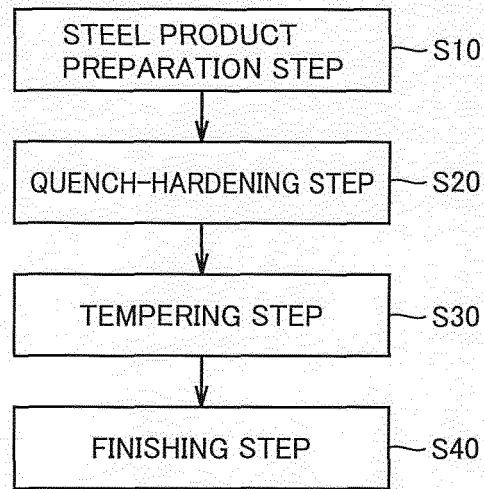 STEEL PRODUCT
PREPARATION STEP
S10
QUENCH-HARDENING STEP
S20
TEMPERING STEP
S30
FINISHING STEP
S40